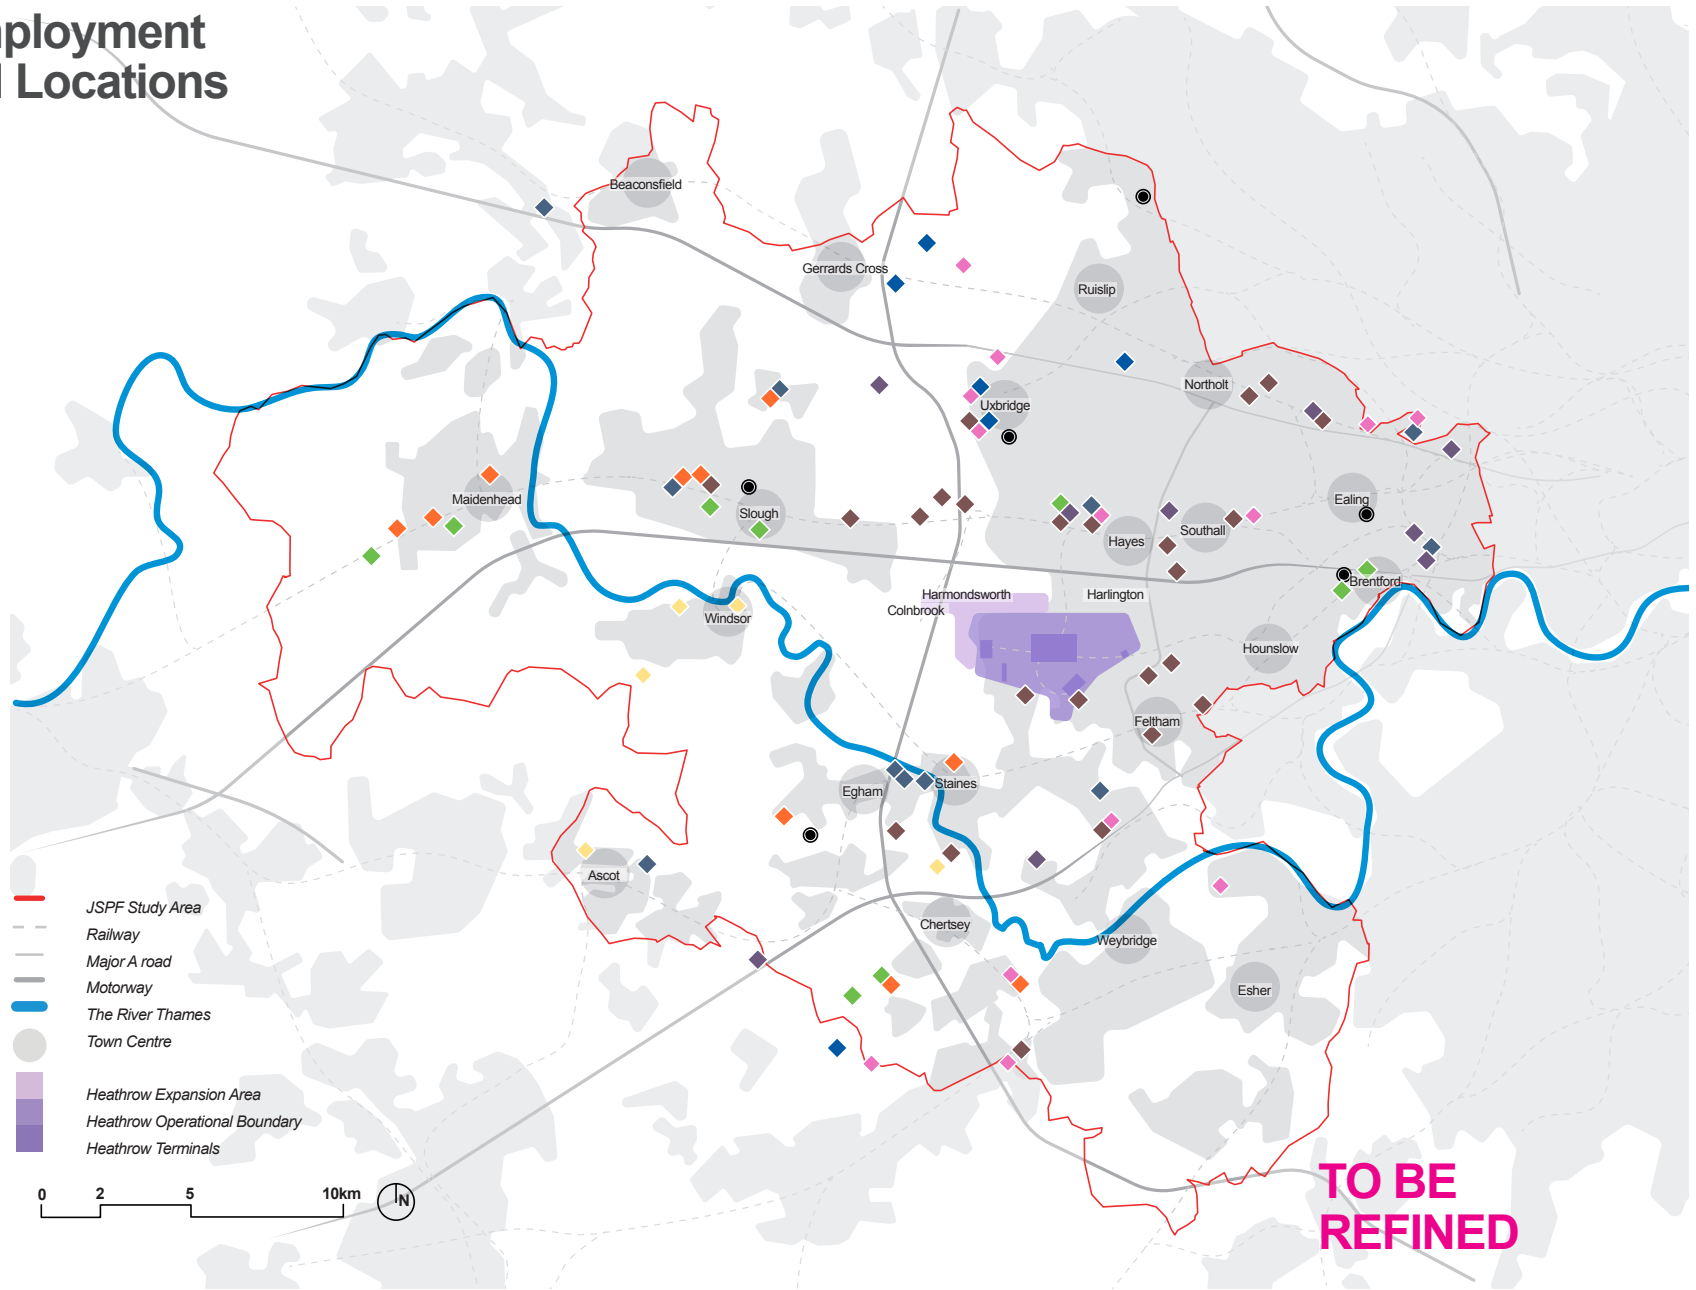 ployment
Locations
Beaconsfield
Gerrards Cross
Ruislip
Northolt
Uxbridge
Maidenhead
Slough
Ealing
Southall
Hayes
Brentford
Harmondsworth
Harlington
Colnbrook
Windsor
Hounslow
Feltham
Staines
Egham
Ascot
Chertsey
Weybridge
Esher
JSPF Study Area
Railway
Major A road
Motorway
The River Thames
Town Centre
Heathrow Expansion Area
Heathrow Operational Boundary
Heathrow Terminals
0 2 5 10km
N
TO BE
REFINED